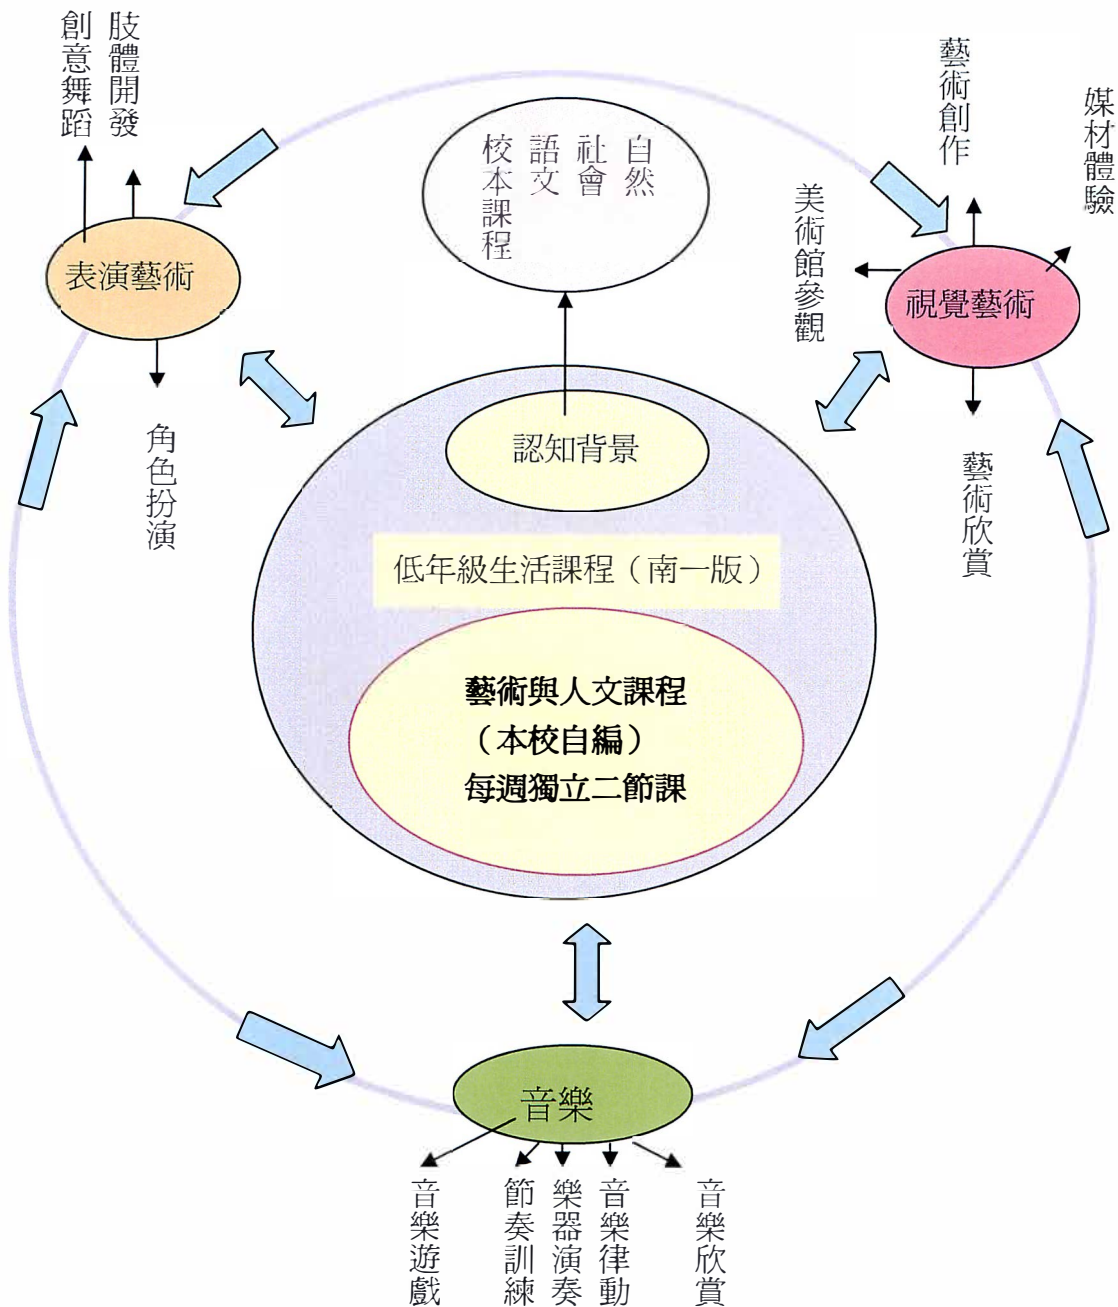 創意舞蹈
肢體開發
表演藝術
角色扮演
校本課程
語文
社會
自然
藝術創作
媒材體驗
美術館參觀
視覺藝術
藝術欣賞
認知背景
低年級生活課程（南一版）
藝術與人文課程
（本校自編）
每週獨立二節課
音樂
音樂遊戲
節奏訓練
樂器演奏
音樂律動
音樂欣賞